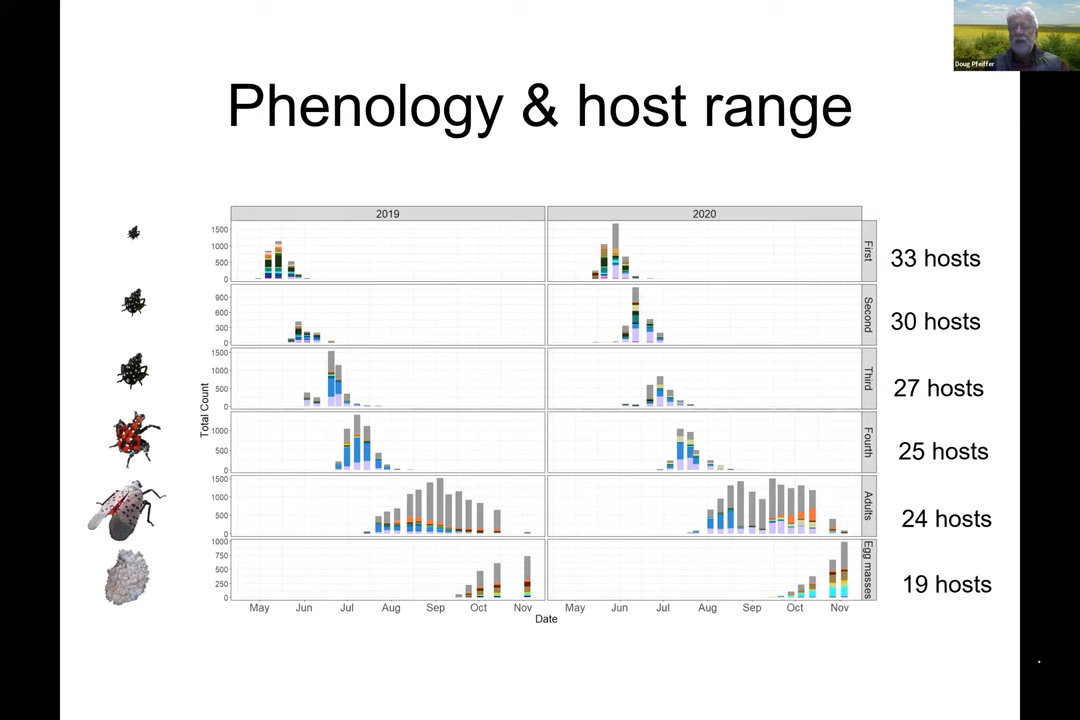 Doug Pfeiffer
Phenology & host range
2019 2020
1500
1000
500
0
First
33 hosts
900
600
300
0
Second
30 hosts
1500
1000
500
0
Third
27 hosts
1000
500
0
Fourth
25 hosts
1500
1000
500
0
Adults
24 hosts
1000
750
500
250
0
Egg masses
19 hosts
Total Count
May Jun Jul Aug Sep Oct Nov May Jun Jul Aug Sep Oct Nov
Date